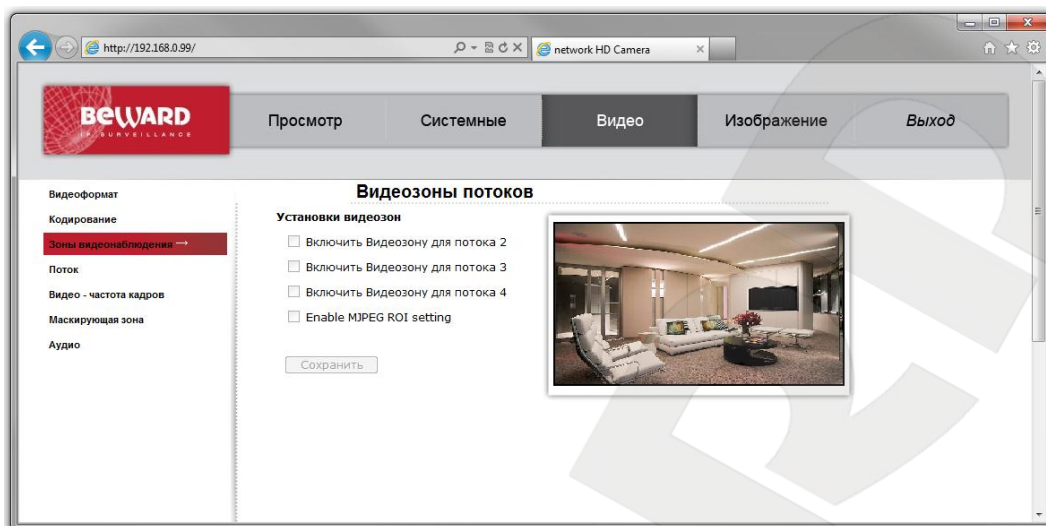 http://192.168.0.99/
network HD Camera
BEWARD
IP SURVEILLANCE
Просмотр
Системные
Видео
Изображение
Выход
Видеоформат
Кодирование
Зоны видеонаблюдения →
Поток
Видео - частота кадров
Маскирующая зона
Аудио
Видеозоны потоков
Установки видеозон
Включить Видеозону для потока 2
Включить Видеозону для потока 3
Включить Видеозону для потока 4
Enable MJPEG ROI setting
Сохранить